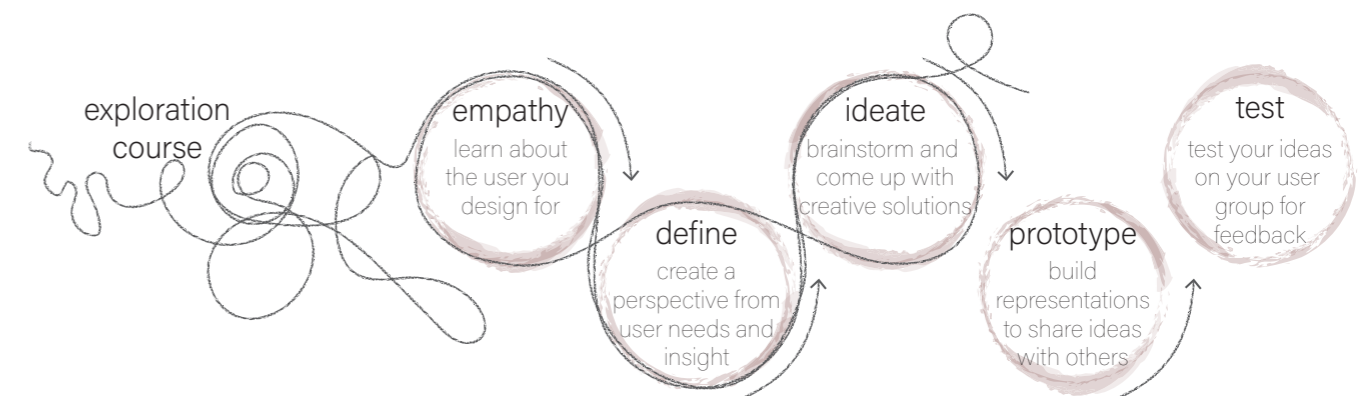 exploration
course
empathy
learn about
the user you
design for
define
create a
perspective from
user needs and
insight
ideate
brainstorm and
come up with
creative solutions
prototype
build
representations
to share ideas
with others
test
test your ideas
on your user
group for
feedback